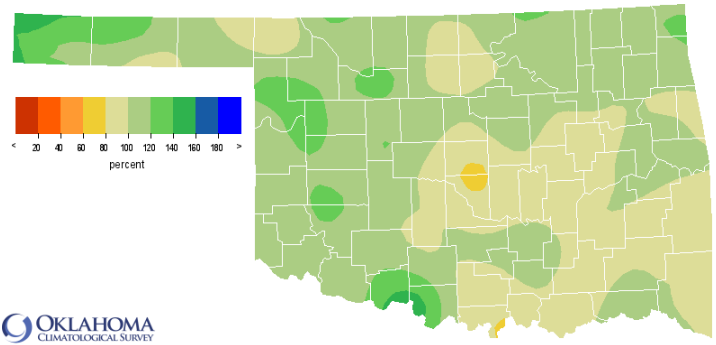 < 20 40 60 80 100 120 140 160 180 >
percent
OKLAHOMA
CLIMATOLOGICAL SURVEY